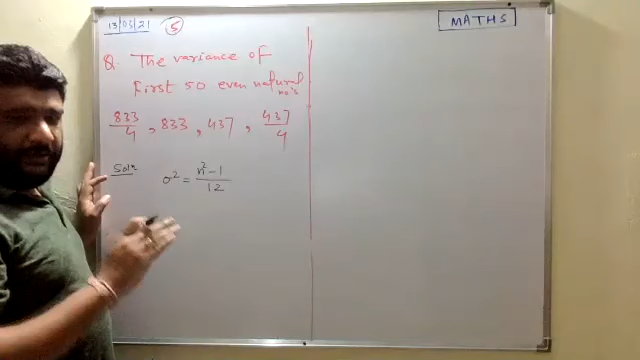 13/05/21 5
MATHS
Q. The variance of
First 50 even natural
no's
833/4, 833, 437, 437/4
Soln
σ² = n²-1/12